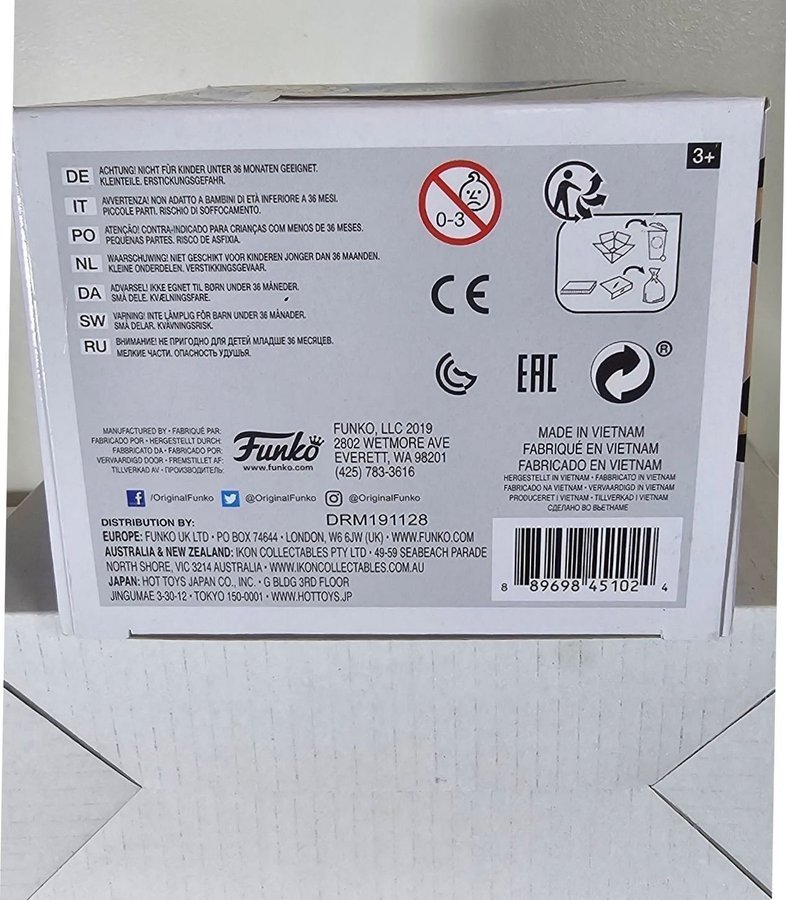 3+
DE ACHTUNG! NICHT FÜR KINDER UNTER 36 MONATEN GEEIGNET.
KLEINTEILE. ERSTICKUNGSGEFAHR.
IT AVVERTENZA! NON ADATTO A BAMBINI DI ETÀ INFERIORE A 36 MESI.
PICCOLE PARTI. RISCHIO DI SOFFOCAMENTO.
PO ATENÇÃO! CONTRA-INDICADO PARA CRIANÇAS COM MENOS DE 36 MESES.
PEQUENAS PARTES. RISCO DE ASFIXIA.
NL WAARSCHUWING! NIET GESCHIKT VOOR KINDEREN JONGER DAN 36 MAANDEN.
KLEINE ONDERDELEN. VERSTIKKINGSGEVAAR.
DA ADVARSEL! IKKE EGNET TIL BØRN UNDER 36 MÅNEDER.
SMÅ DELE. KVÆLNINGSFARE.
SW VARNING! INTE LÄMPLIG FÖR BARN UNDER 36 MÅNADER.
SMÅ DELAR. KVÄVNINGSRISK.
RU ВНИМАНИЕ! НЕ ПРИГОДНО ДЛЯ ДЕТЕЙ МЛАДШЕ 36 МЕСЯЦЕВ.
МЕЛКИЕ ЧАСТИ. ОПАСНОСТЬ УДУШЬЯ.
0-3
CE
EAC
®
MANUFACTURED BY • FABRIQUÉ PAR:
FABRICADO POR • HERGESTELLT DURCH:
FABBRICATO DA • FABRICADO POR:
VERVAARDIGD DOOR • FREMSTILLET AF:
TILLVERKAD AV • ПРОИЗВОДИТЕЛЬ:
Funko
www.funko.com
FUNKO, LLC 2019
2802 WETMORE AVE
EVERETT, WA 98201
(425) 783-3616
f /OriginalFunko @OriginalFunko @OriginalFunko
MADE IN VIETNAM
FABRIQUÉ EN VIETNAM
FABRICADO EN VIETNAM
HERGESTELLT IN VIETNAM • FABBRICATO IN VIETNAM
FABRICADO NA VIETNAM • VERVAARDIGD IN VIETNAM
PRODUCERET I VIETNAM • TILLVERKAD I VIETNAM
СДЕЛАНО ВО ВЬЕТНАМЕ
DISTRIBUTION BY: DRM191128
EUROPE: FUNKO UK LTD • PO BOX 74644 • LONDON, W6 6JW (UK) • WWW.FUNKO.COM
AUSTRALIA & NEW ZEALAND: IKON COLLECTABLES PTY LTD • 49-59 SEABEACH PARADE
NORTH SHORE, VIC 3214 AUSTRALIA • WWW.IKONCOLLECTABLES.COM.AU
JAPAN: HOT TOYS JAPAN CO., INC. • G BLDG 3RD FLOOR
JINGUMAE 3-30-12 • TOKYO 150-0001 • WWW.HOTTOYS.JP
8 89698 45102 4